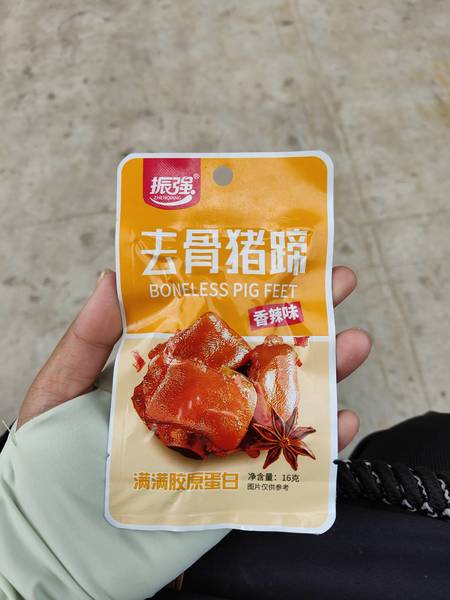 振强®
ZHENQIANG
去骨猪蹄
BONELESS PIG FEET
香辣味
满满胶原蛋白
净含量：16克
图片仅供参考